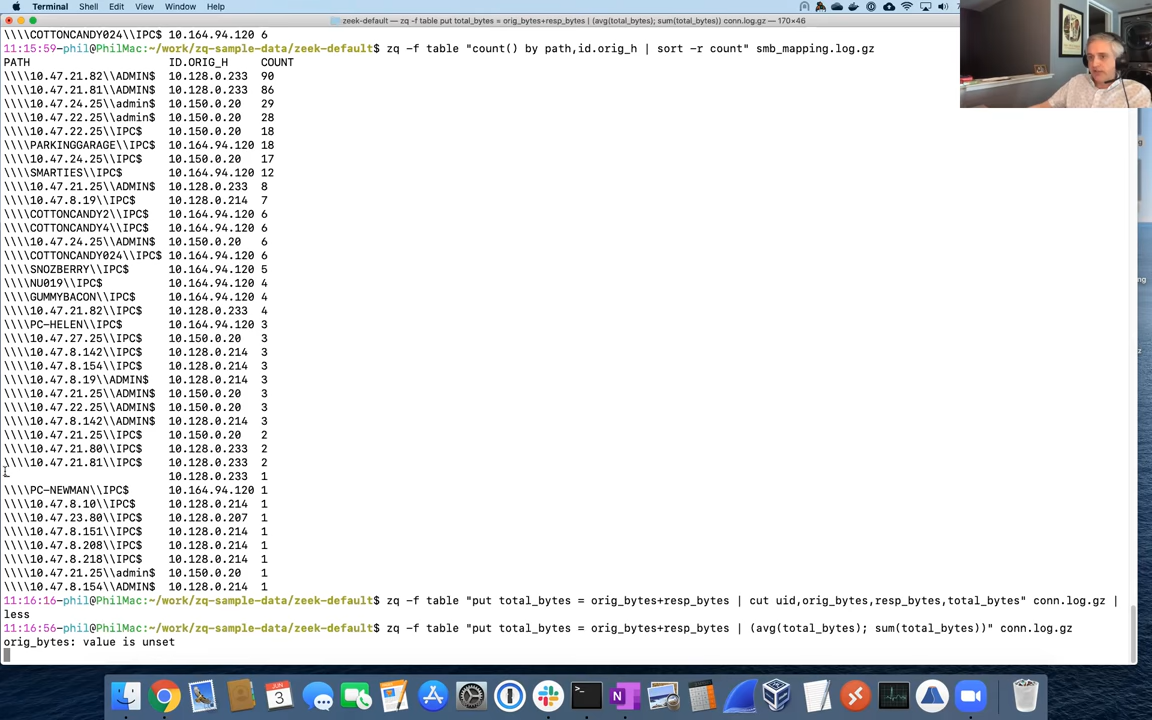 Terminal Shell Edit View Window Help
zeek-default — zq -f table put total_bytes = orig_bytes+resp_bytes | (avg(total_bytes); sum(total_bytes)) conn.log.gz — 170×46
\\\\COTTONCANDY024\\IPC$ 10.164.94.120 6
11:15:59-phil@PhilMac:~/work/zq-sample-data/zeek-default$ zq -f table "count() by path,id.orig_h | sort -r count" smb_mapping.log.gz
PATH ID.ORIG_H COUNT
\\\\10.47.21.82\\ADMIN$ 10.128.0.233 90
\\\\10.47.21.81\\ADMIN$ 10.128.0.233 86
\\\\10.47.24.25\\admin$ 10.150.0.20 29
\\\\10.47.22.25\\admin$ 10.150.0.20 28
\\\\10.47.22.25\\IPC$ 10.150.0.20 18
\\\\PARKINGGARAGE\\IPC$ 10.164.94.120 18
\\\\10.47.24.25\\IPC$ 10.150.0.20 17
\\\\SMARTIES\\IPC$ 10.164.94.120 12
\\\\10.47.21.25\\ADMIN$ 10.128.0.233 8
\\\\10.47.8.19\\IPC$ 10.128.0.214 7
\\\\COTTONCANDY2\\IPC$ 10.164.94.120 6
\\\\COTTONCANDY4\\IPC$ 10.164.94.120 6
\\\\10.47.24.25\\ADMIN$ 10.150.0.20 6
\\\\COTTONCANDY024\\IPC$ 10.164.94.120 6
\\\\SNOZBERRY\\IPC$ 10.164.94.120 5
\\\\NU019\\IPC$ 10.164.94.120 4
\\\\GUMMYBACON\\IPC$ 10.164.94.120 4
\\\\10.47.21.82\\IPC$ 10.128.0.233 4
\\\\PC-HELEN\\IPC$ 10.164.94.120 3
\\\\10.47.27.25\\IPC$ 10.150.0.20 3
\\\\10.47.8.142\\IPC$ 10.128.0.214 3
\\\\10.47.8.154\\IPC$ 10.128.0.214 3
\\\\10.47.8.19\\ADMIN$ 10.128.0.214 3
\\\\10.47.21.25\\ADMIN$ 10.150.0.20 3
\\\\10.47.22.25\\ADMIN$ 10.150.0.20 3
\\\\10.47.8.142\\ADMIN$ 10.128.0.214 3
\\\\10.47.21.25\\IPC$ 10.150.0.20 2
\\\\10.47.21.80\\IPC$ 10.128.0.233 2
\\\\10.47.21.81\\IPC$ 10.128.0.233 2
10.128.0.233 1
\\\\PC-NEWMAN\\IPC$ 10.164.94.120 1
\\\\10.47.8.10\\IPC$ 10.128.0.214 1
\\\\10.47.23.80\\IPC$ 10.128.0.207 1
\\\\10.47.8.151\\IPC$ 10.128.0.214 1
\\\\10.47.8.208\\IPC$ 10.128.0.214 1
\\\\10.47.8.218\\IPC$ 10.128.0.214 1
\\\\10.47.21.25\\admin$ 10.150.0.20 1
\\\\10.47.8.154\\ADMIN$ 10.128.0.214 1
11:16:16-phil@PhilMac:~/work/zq-sample-data/zeek-default$ zq -f table "put total_bytes = orig_bytes+resp_bytes | cut uid,orig_bytes,resp_bytes,total_bytes" conn.log.gz |
less
11:16:56-phil@PhilMac:~/work/zq-sample-data/zeek-default$ zq -f table "put total_bytes = orig_bytes+resp_bytes | (avg(total_bytes); sum(total_bytes))" conn.log.gz
orig_bytes: value is unset